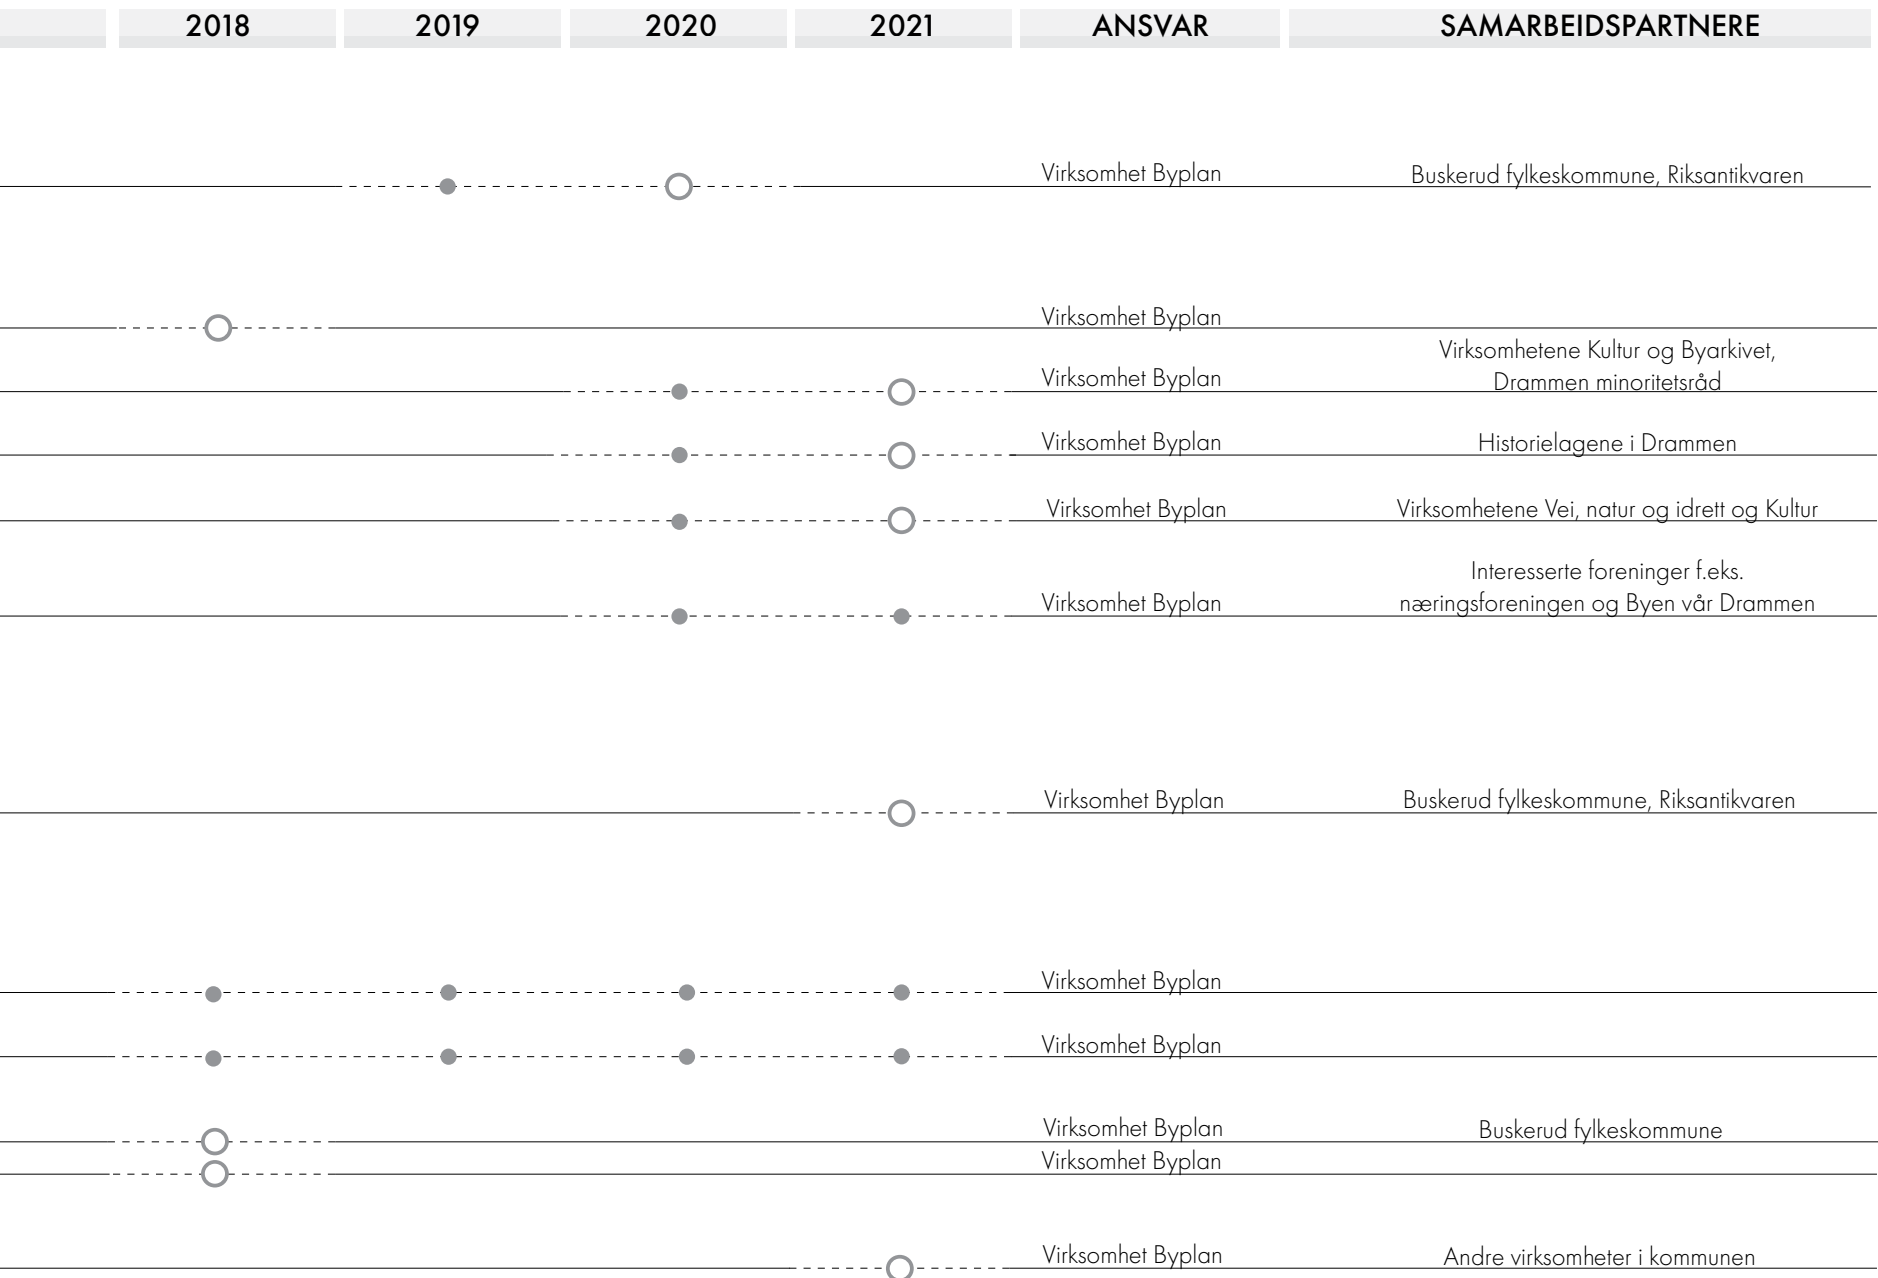 2018 2019 2020 2021 ANSVAR SAMARBEIDSPARTNERE
Virksomhet Byplan Buskerud fylkeskommune, Riksantikvaren
Virksomhet Byplan
Virksomhetene Kultur og Byarkivet,
Virksomhet Byplan Drammen minoritetsråd
Virksomhet Byplan Historielagene i Drammen
Virksomhet Byplan Virksomhetene Vei, natur og idrett og Kultur
Interesserte foreninger f.eks.
Virksomhet Byplan næringsforeningen og Byen vår Drammen
Virksomhet Byplan Buskerud fylkeskommune, Riksantikvaren
Virksomhet Byplan
Virksomhet Byplan
Virksomhet Byplan Buskerud fylkeskommune
Virksomhet Byplan
Virksomhet Byplan Andre virksomheter i kommunen